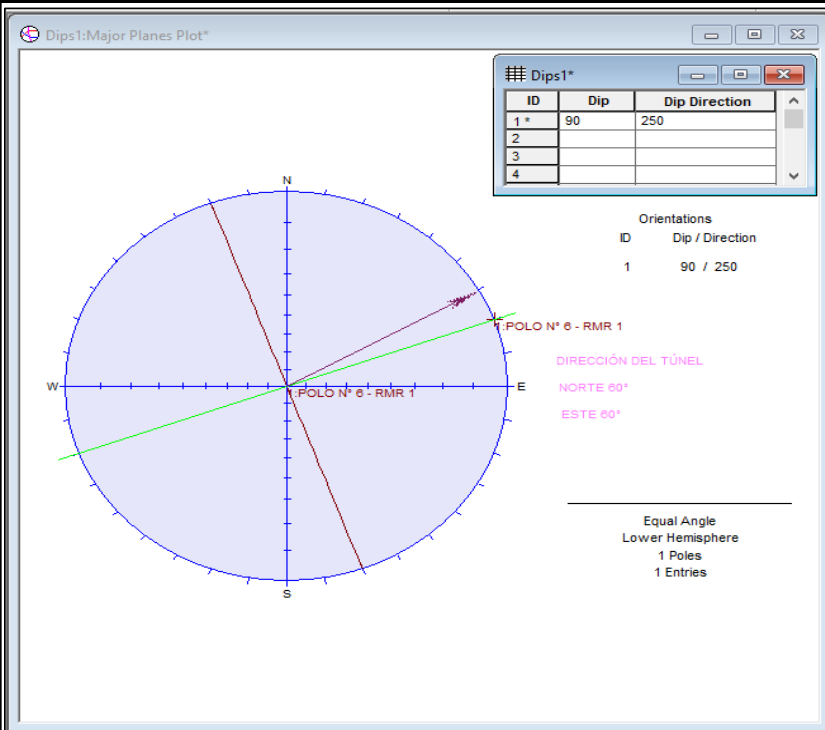 Dips1:Major Planes Plot*
Dips1*
ID Dip Dip Direction
1 * 90 250
2
3
4
Orientations
ID Dip / Direction
1 90 / 250
N
1:POLO N° 6 - RMR 1
DIRECCIÓN DEL TÚNEL
W E
1:POLO N° 6 - RMR 1
NORTE 60°
ESTE 60°
S
Equal Angle
Lower Hemisphere
1 Poles
1 Entries